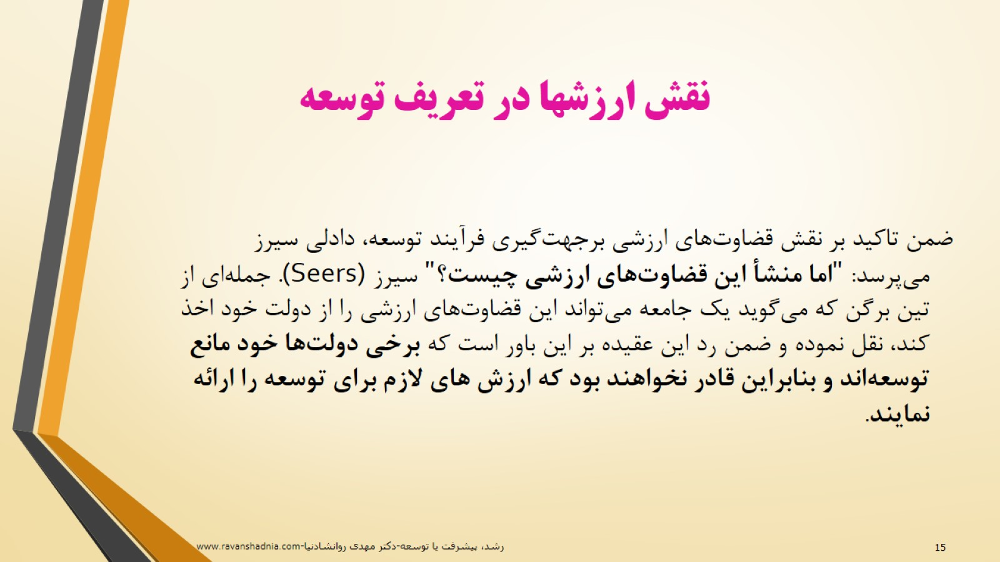 نقش ارزشها در تعریف توسعه
ضمن تاکید بر نقش قضاوت‌های ارزشی برجهت‌گیری فرآیند توسعه، دادلی سیرز
می‌پرسد: "اما منشأ این قضاوت‌های ارزشی چیست؟" سیرز (Seers). جمله‌ای از
تین برگن که می‌گوید یک جامعه می‌تواند این قضاوت‌های ارزشی را از دولت خود اخذ
کند، نقل نموده و ضمن رد این عقیده بر این باور است که برخی دولت‌ها خود مانع
توسعه‌اند و بنابراین قادر نخواهند بود که ارزش های لازم برای توسعه را ارائه
نمایند.
رشد، پیشرفت یا توسعه-دکتر مهدی روانشادنیا-www.ravanshadnia.com
15